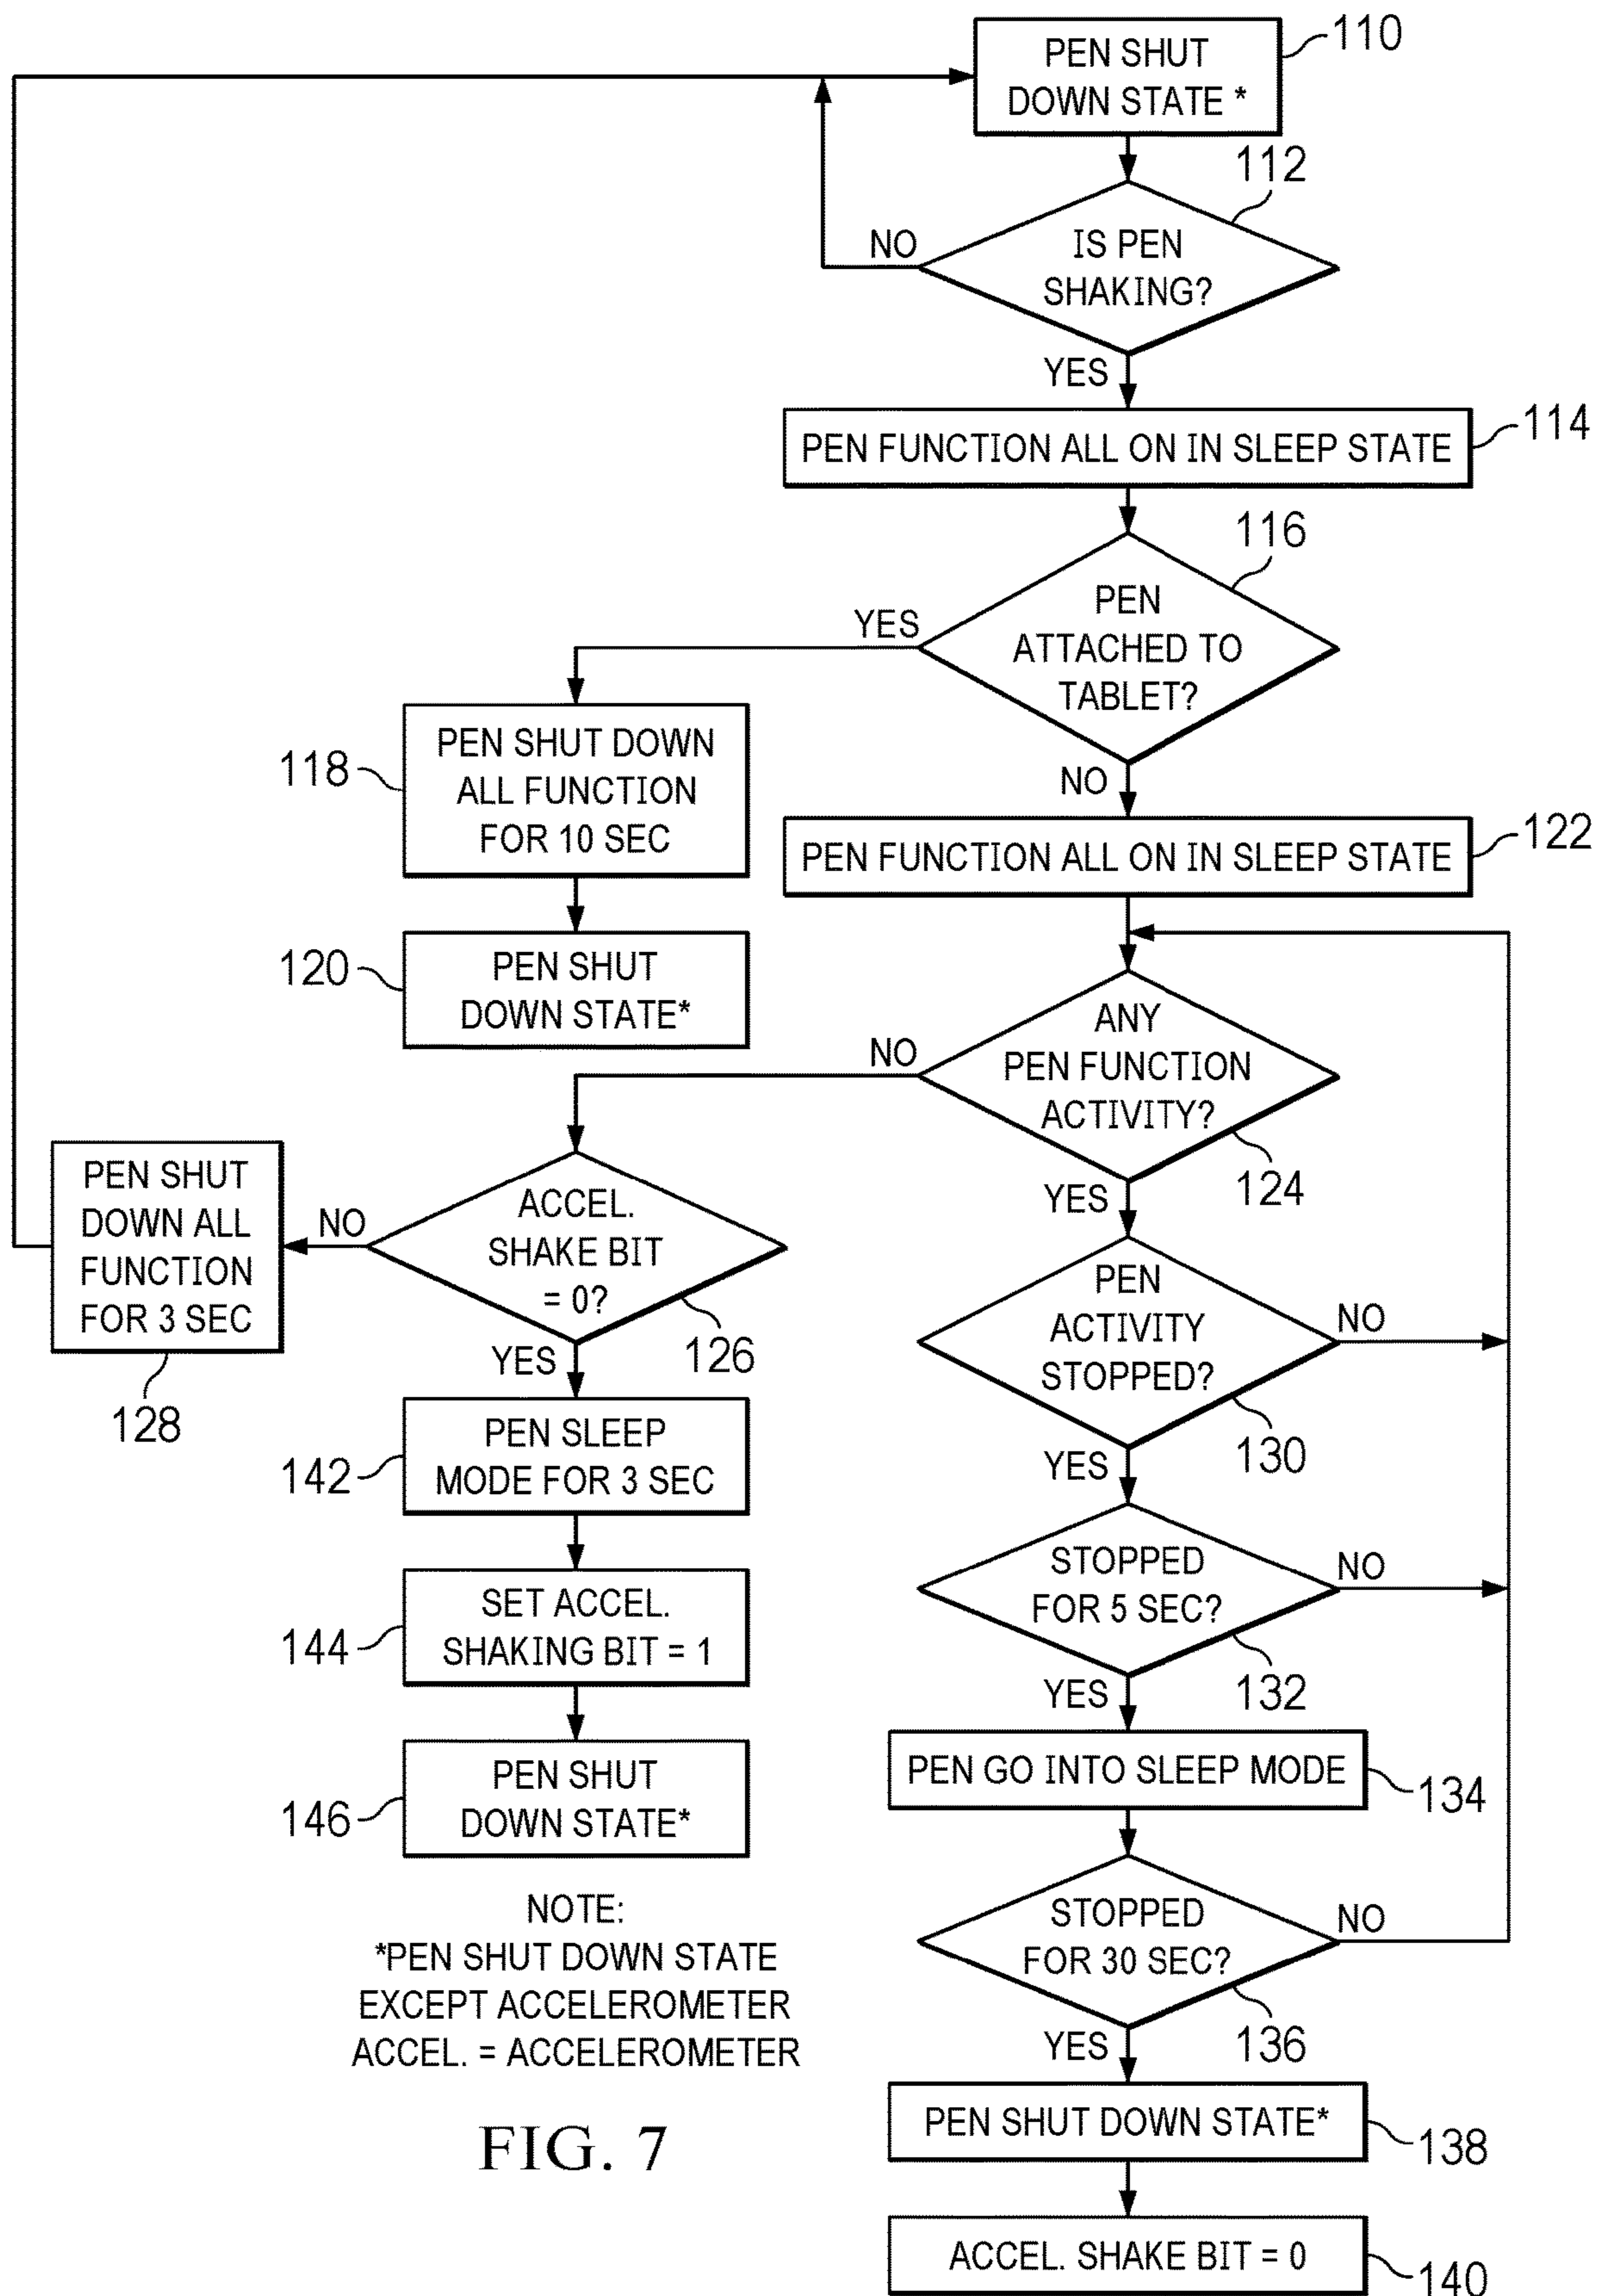 PEN SHUT
DOWN STATE *
110
112
IS PEN
SHAKING?
NO
YES
PEN FUNCTION ALL ON IN SLEEP STATE
114
116
PEN
ATTACHED TO
TABLET?
YES
NO
118
PEN SHUT DOWN
ALL FUNCTION
FOR 10 SEC
120
PEN SHUT
DOWN STATE*
PEN FUNCTION ALL ON IN SLEEP STATE
122
ANY
PEN FUNCTION
ACTIVITY?
124
NO
YES
ACCEL.
SHAKE BIT
= 0?
126
NO
YES
PEN SHUT
DOWN ALL
FUNCTION
FOR 3 SEC
128
PEN
ACTIVITY
STOPPED?
130
NO
YES
142
PEN SLEEP
MODE FOR 3 SEC
144
SET ACCEL.
SHAKING BIT = 1
146
PEN SHUT
DOWN STATE*
STOPPED
FOR 5 SEC?
132
NO
YES
PEN GO INTO SLEEP MODE
134
STOPPED
FOR 30 SEC?
136
NO
YES
PEN SHUT DOWN STATE*
138
ACCEL. SHAKE BIT = 0
140
NOTE:
*PEN SHUT DOWN STATE
EXCEPT ACCELEROMETER
ACCEL. = ACCELEROMETER
FIG. 7